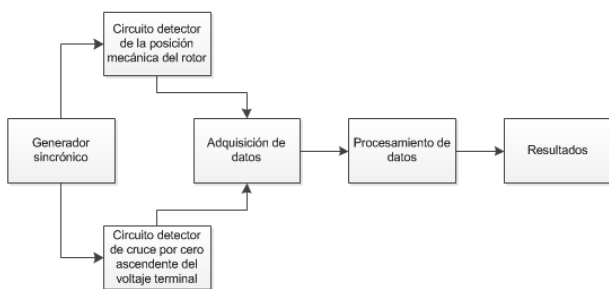 Circuito detector
de la posición
mecánica del rotor
Generador
sincrónico
Adquisición de
datos
Procesamiento de
datos
Resultados
Circuito detector
de cruce por cero
ascendente del
voltaje terminal